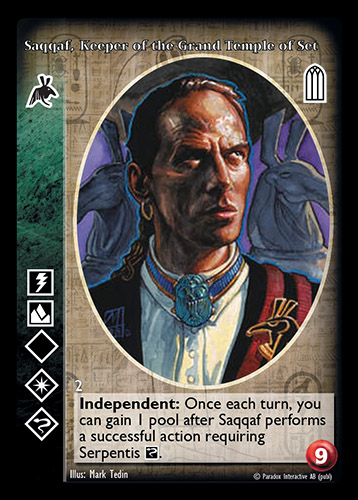 Saqqaf, Keeper of the Grand Temple of Set
2
Independent: Once each turn, you
can gain 1 pool after Saqqaf performs
a successful action requiring
Serpentis .
9
Illus: Mark Tedin
© Paradox Interactive AB (publ)